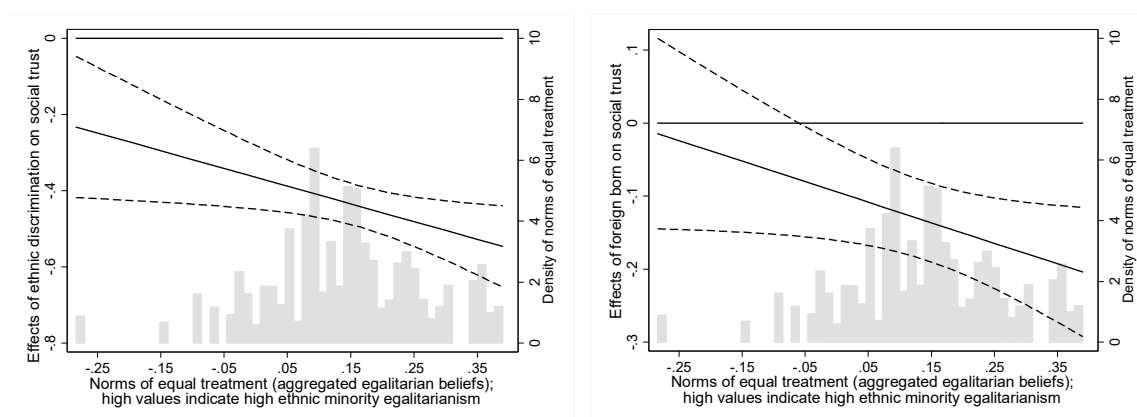 Effects of ethnic discrimination on social trust
0
-.2
-.4
-.6
-.8
10
8
6
4
2
0
Density of norms of equal treatment
-.25 -.15 -.05 .05 .15 .25 .35
Norms of equal treatment (aggregated egalitarian beliefs);
high values indicate high ethnic minority egalitarianism
Effects of foreign born on social trust
.1
0
-.1
-.2
-.3
10
8
6
4
2
0
Density of norms of equal treatment
-.25 -.15 -.05 .05 .15 .25 .35
Norms of equal treatment (aggregated egalitarian beliefs);
high values indicate high ethnic minority egalitarianism